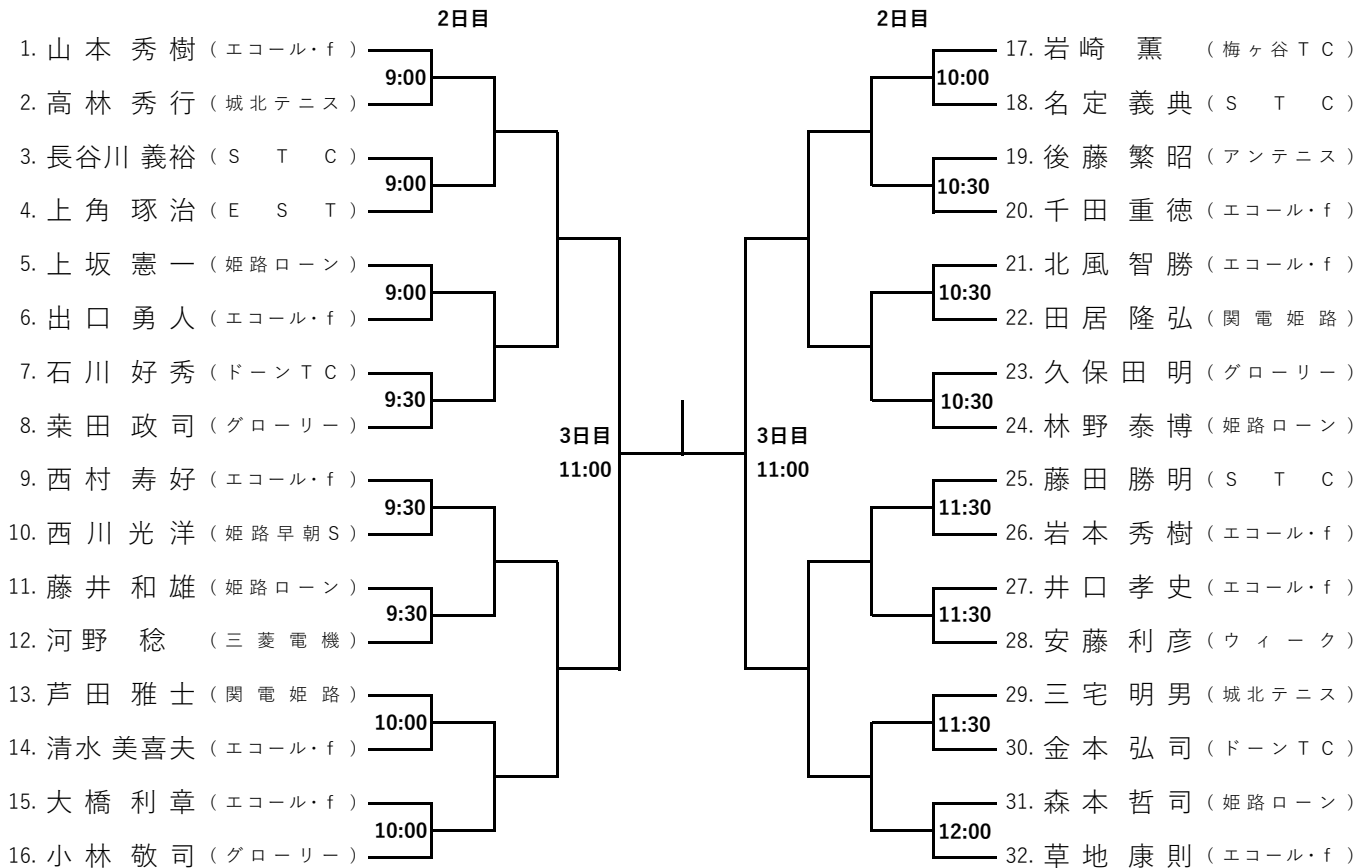 2日目
1. 山本 秀樹 (エコール・f)
9:00
2. 高林 秀行 (城北テニス)
3. 長谷川 義裕 (STC)
9:00
4. 上角 琢治 (EST)
5. 上坂 憲一 (姫路ローン)
9:00
6. 出口 勇人 (エコール・f)
7. 石川 好秀 (ドーンTC)
9:30
8. 桒田 政司 (グローリー)
9. 西村 寿好 (エコール・f)
9:30
10. 西川 光洋 (姫路早朝S)
11. 藤井 和雄 (姫路ローン)
9:30
12. 河野 稔 (三菱電機)
13. 芦田 雅士 (関電姫路)
10:00
14. 清水 美喜夫 (エコール・f)
15. 大橋 利章 (エコール・f)
10:00
16. 小林 敬司 (グローリー)
3日目
11:00
3日目
11:00
2日目
17. 岩崎 薫 (梅ヶ谷TC)
10:00
18. 名定 義典 (STC)
19. 後藤 繁昭 (アンテニス)
10:30
20. 千田 重徳 (エコール・f)
21. 北風 智勝 (エコール・f)
10:30
22. 田居 隆弘 (関電姫路)
23. 久保田 明 (グローリー)
10:30
24. 林野 泰博 (姫路ローン)
25. 藤田 勝明 (STC)
11:30
26. 岩本 秀樹 (エコール・f)
27. 井口 孝史 (エコール・f)
11:30
28. 安藤 利彦 (ウィーク)
29. 三宅 明男 (城北テニス)
11:30
30. 金本 弘司 (ドーンTC)
31. 森本 哲司 (姫路ローン)
12:00
32. 草地 康則 (エコール・f)